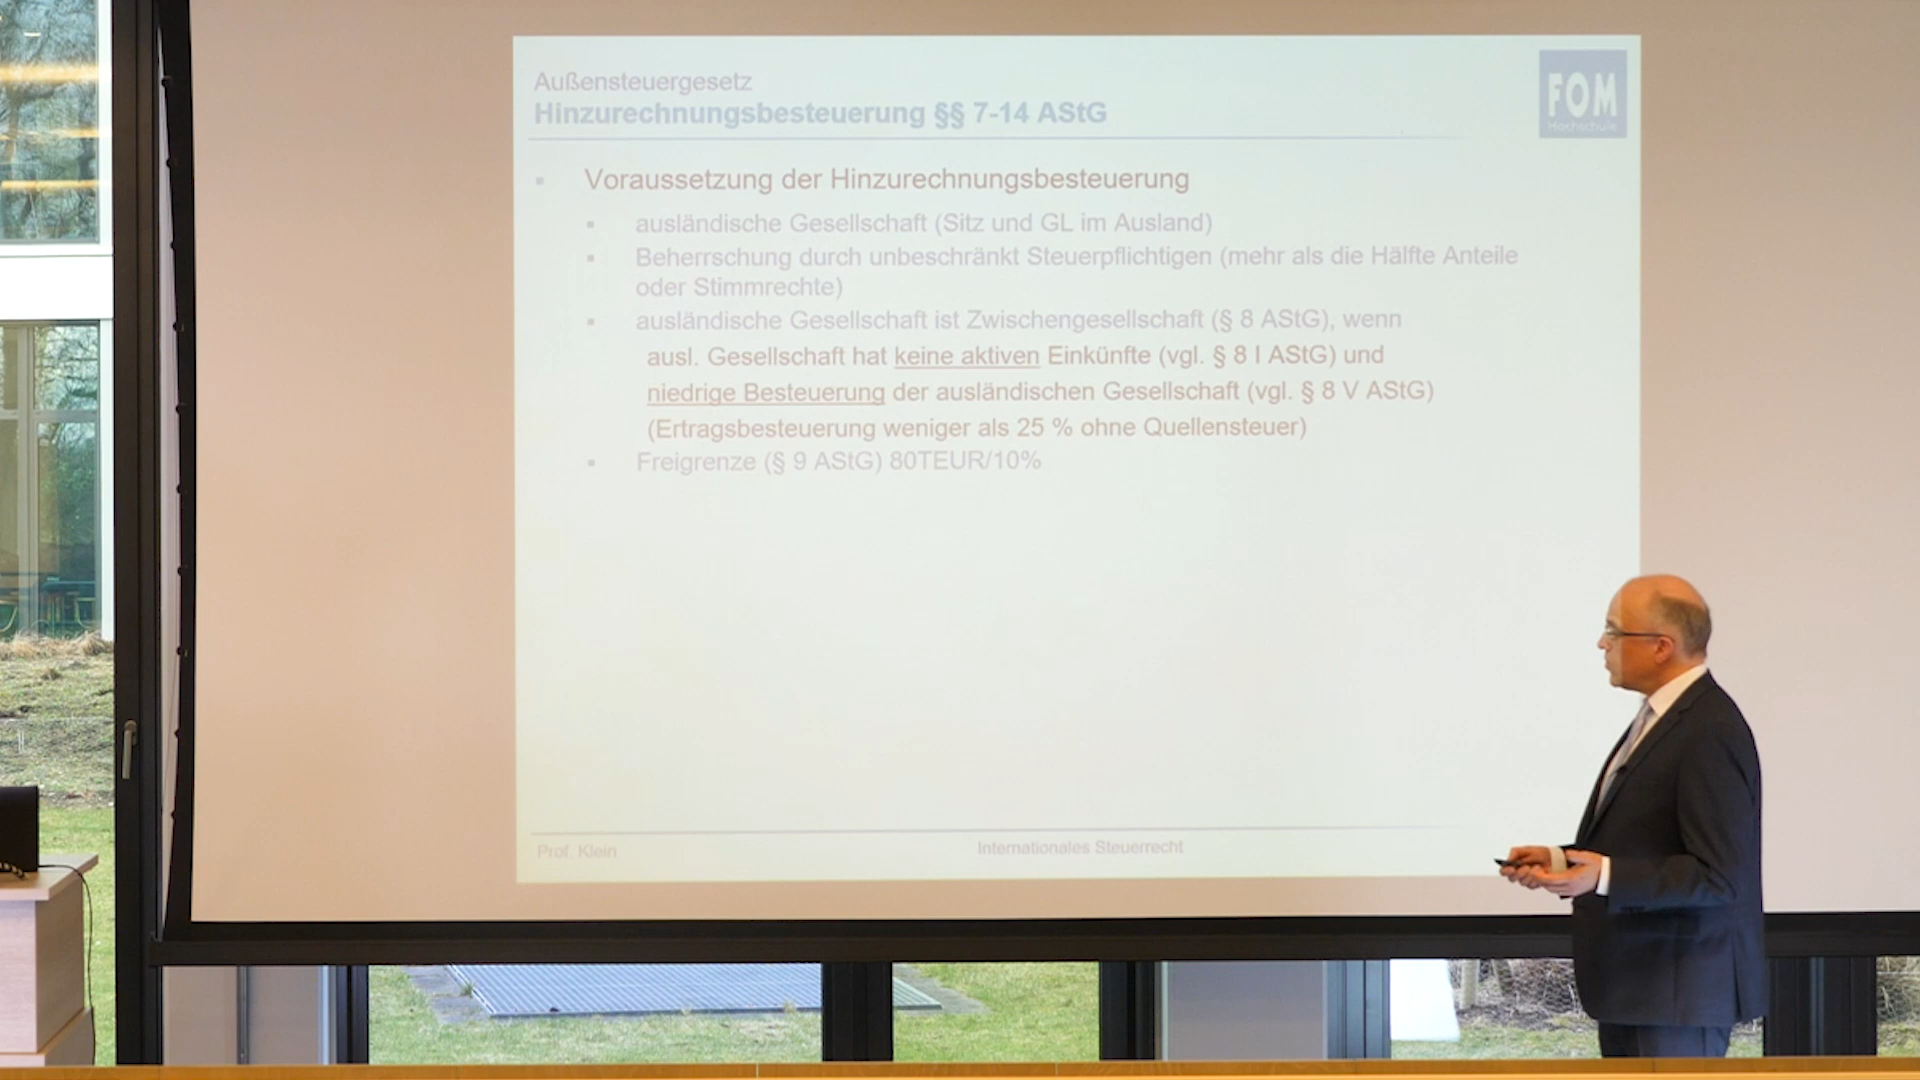 Außensteuergesetz
Hinzurechnungsbesteuerung §§ 7-14 AStG
FOM
Hochschule
Voraussetzung der Hinzurechnungsbesteuerung
ausländische Gesellschaft (Sitz und GL im Ausland)
Beherrschung durch unbeschränkt Steuerpflichtigen (mehr als die Hälfte Anteile
oder Stimmrechte)
ausländische Gesellschaft ist Zwischengesellschaft (§ 8 AStG), wenn
ausl. Gesellschaft hat keine aktiven Einkünfte (vgl. § 8 I AStG) und
niedrige Besteuerung der ausländischen Gesellschaft (vgl. § 8 V AStG)
(Ertragsbesteuerung weniger als 25 % ohne Quellensteuer)
Freigrenze (§ 9 AStG) 80TEUR/10%
Prof. Klein
Internationales Steuerrecht